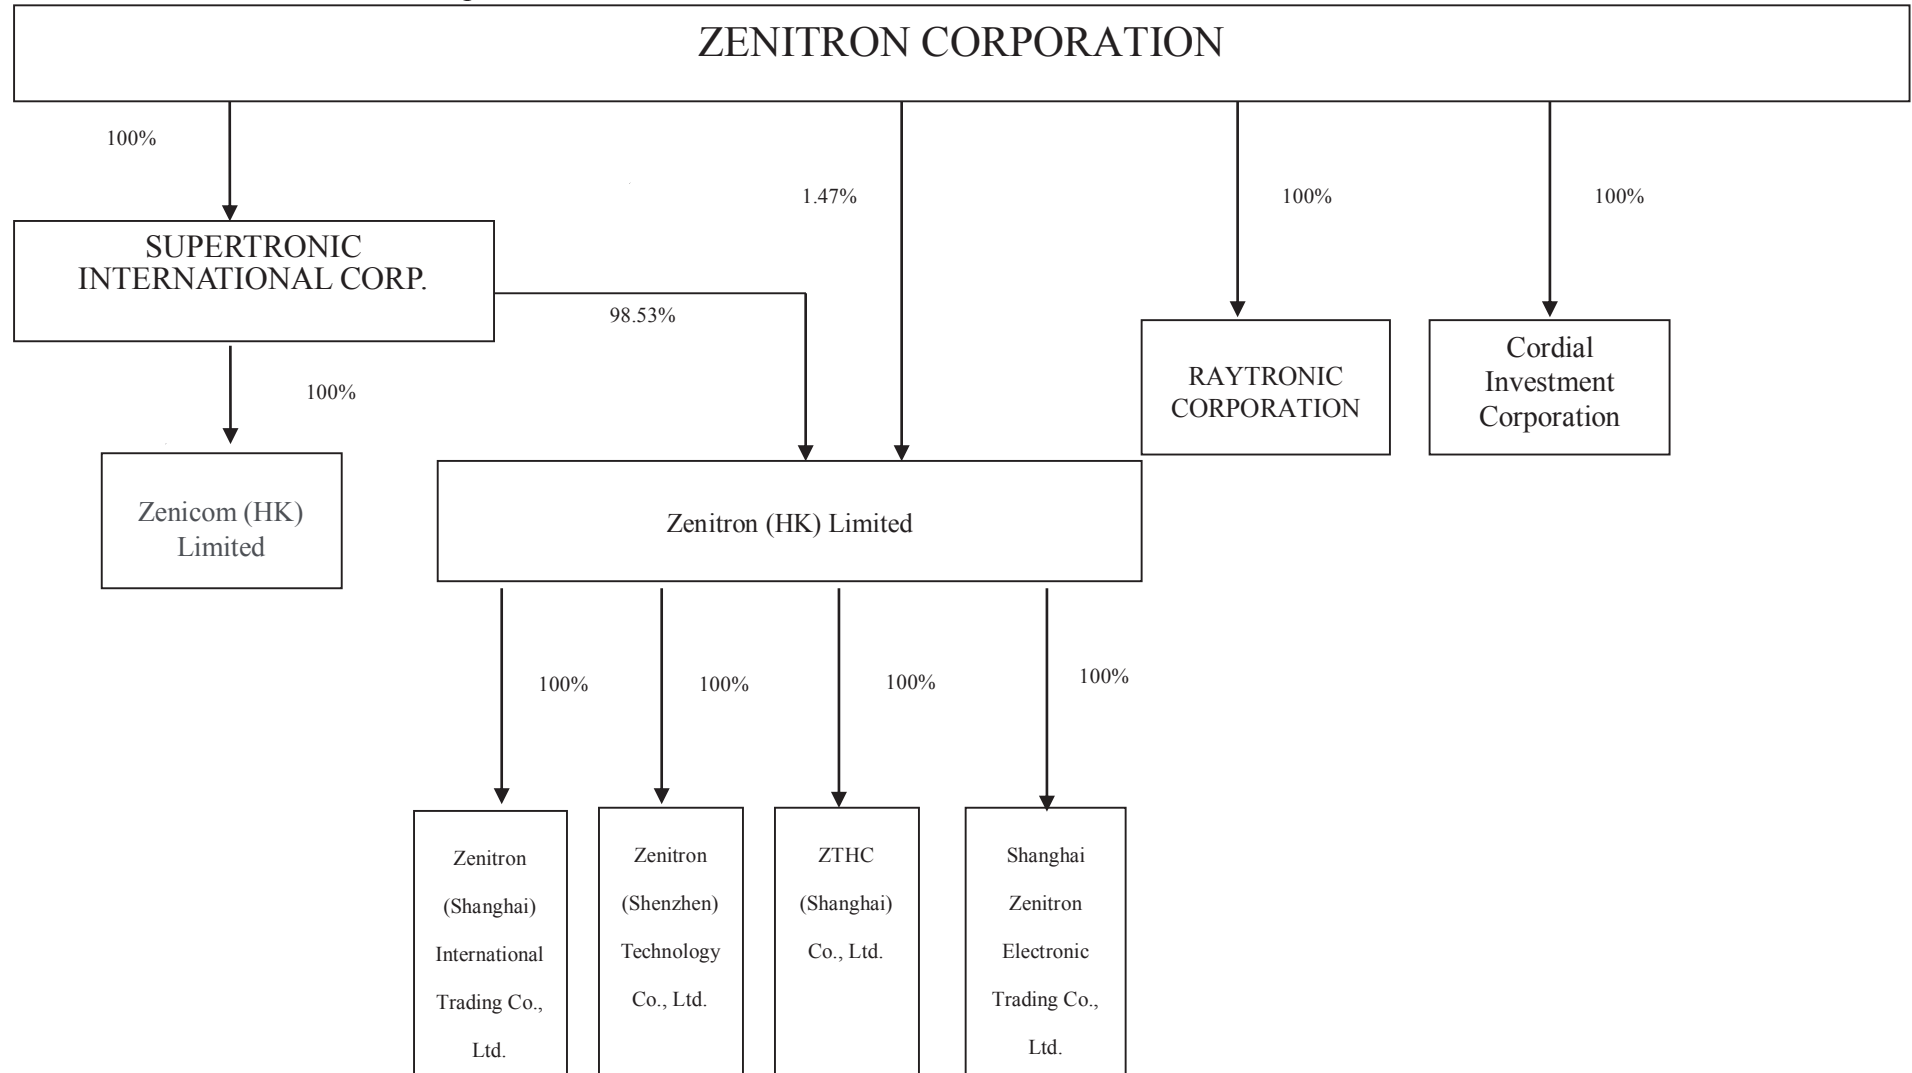 ZENITRON CORPORATION
100%
1.47%
100%
100%
SUPERTRONIC
INTERNATIONAL CORP.
98.53%
100%
RAYTRONIC
CORPORATION
Cordial
Investment
Corporation
Zenicom (HK)
Limited
Zenitron (HK) Limited
100%
100%
100%
100%
Zenitron
(Shanghai)
International
Trading Co.,
Ltd.
Zenitron
(Shenzhen)
Technology
Co., Ltd.
ZTHC
(Shanghai)
Co., Ltd.
Shanghai
Zenitron
Electronic
Trading Co.,
Ltd.